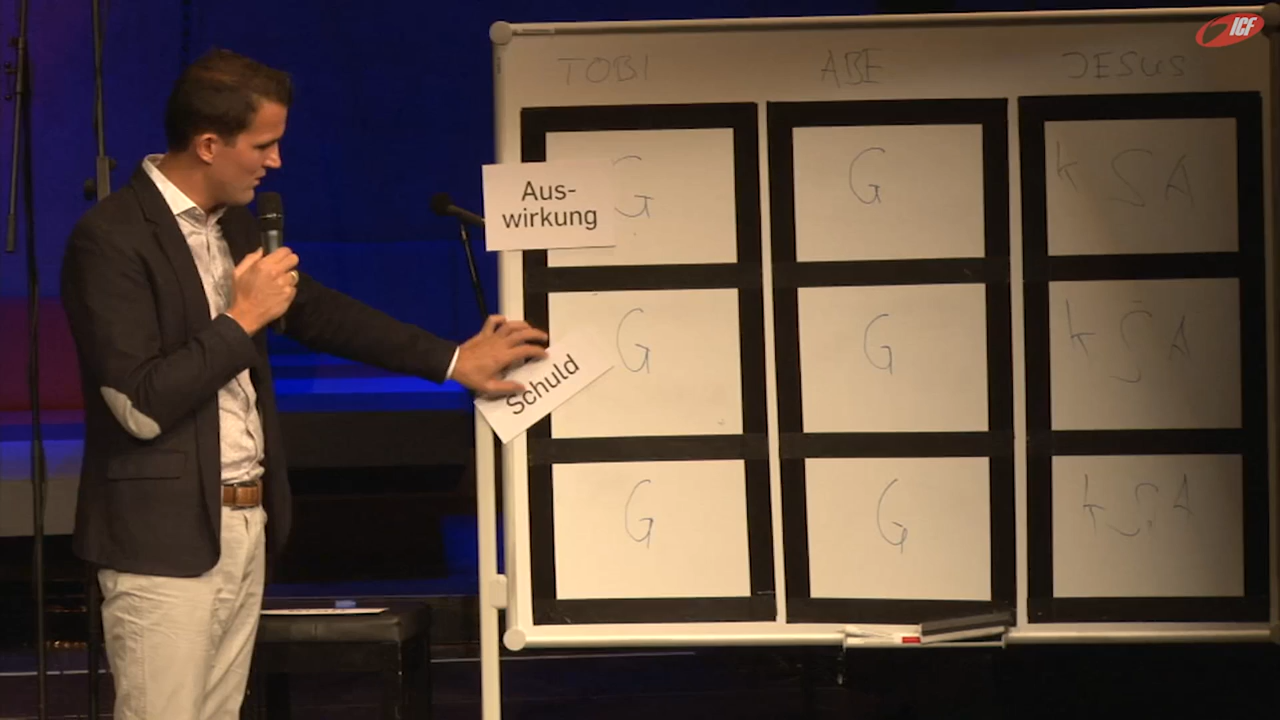 ICF
TOBI ABE JESUS
Aus-
wirkung
G G K S A
Schuld
G G K S A
G G K S A